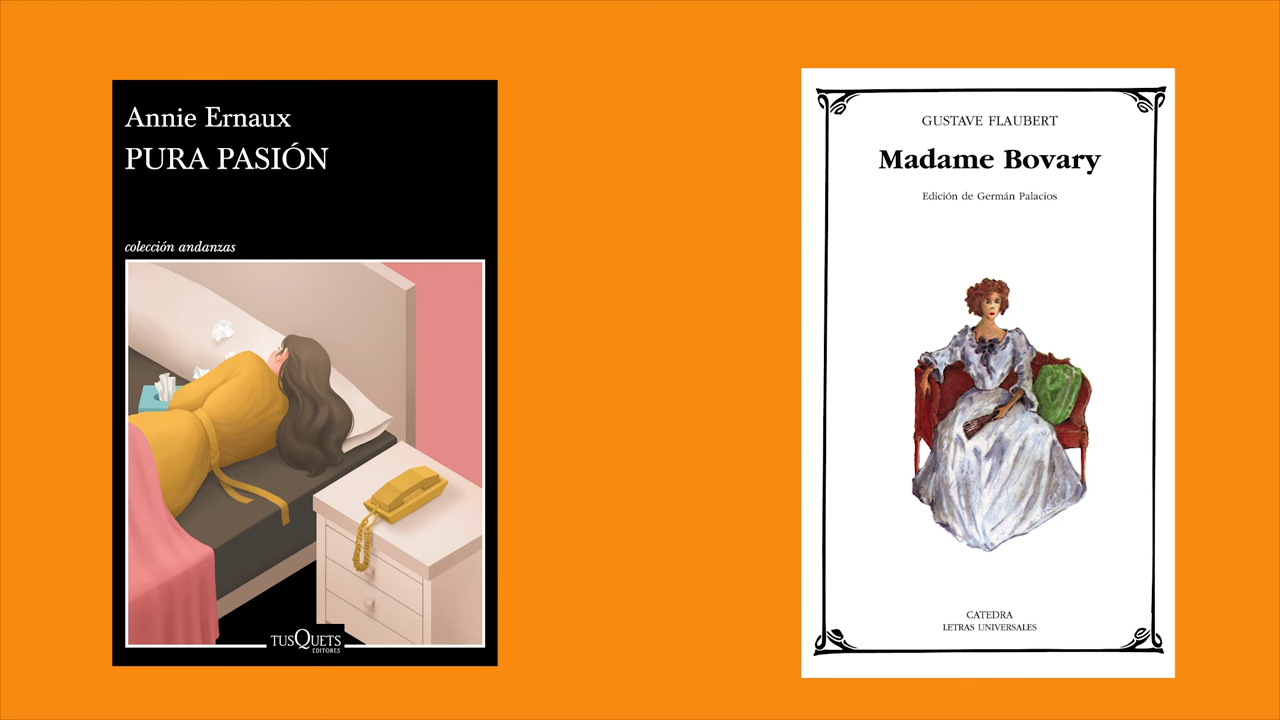 Annie Ernaux
PURA PASIÓN
colección andanzas
TUSQUETS
EDITORES
GUSTAVE FLAUBERT
Madame Bovary
Edición de Germán Palacios
CATEDRA
LETRAS UNIVERSALES